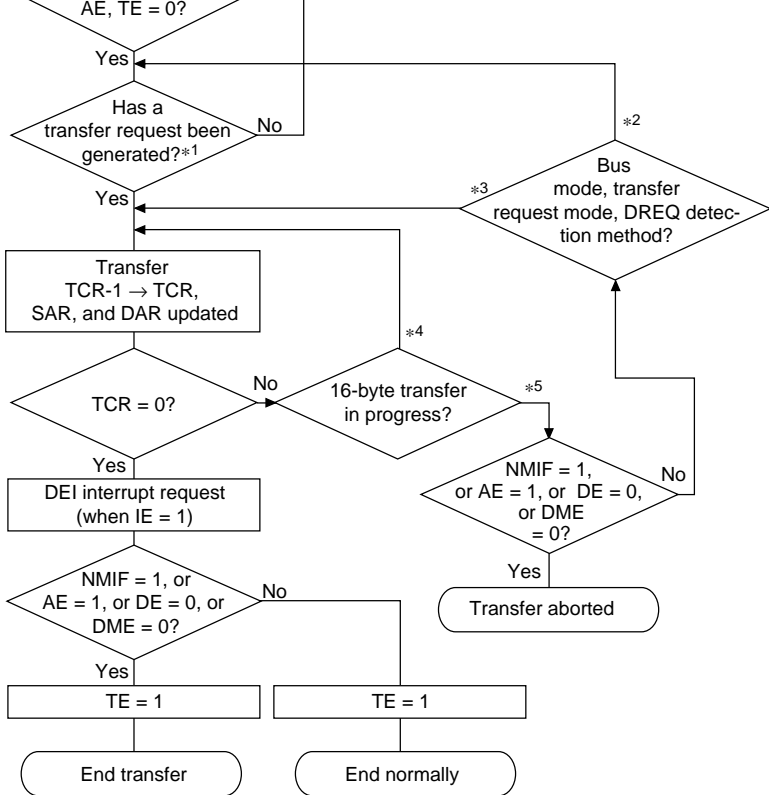 AE, TE = 0?
Yes
Has a
transfer request been
generated?*1
No
*2
Bus
mode, transfer
request mode, DREQ detec-
tion method?
*3
Yes
Transfer
TCR-1 → TCR,
SAR, and DAR updated
*4
TCR = 0?
No
16-byte transfer
in progress?
*5
Yes
NMIF = 1,
or AE = 1, or DE = 0,
or DME
= 0?
No
DEI interrupt request
(when IE = 1)
Yes
Transfer aborted
NMIF = 1, or
AE = 1, or DE = 0, or
DME = 0?
No
Yes
TE = 1
TE = 1
End transfer
End normally